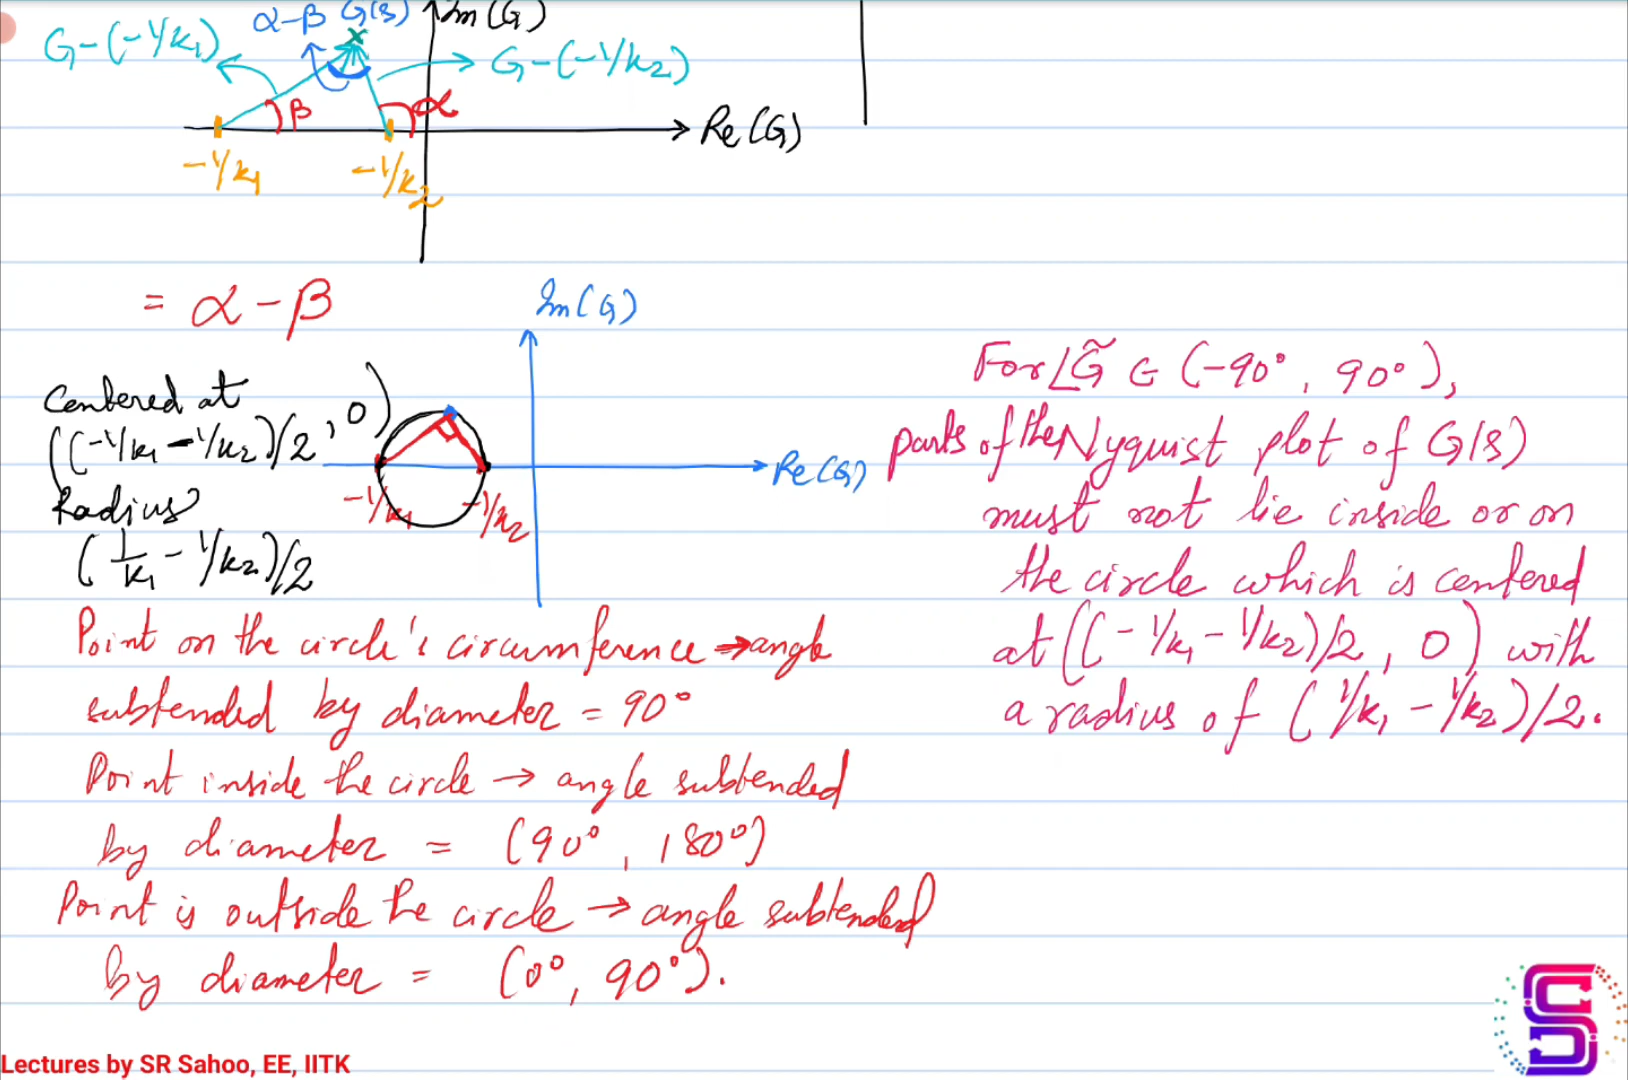 α-β G(s) Im(G)
G-(-1/k₁)
G-(-1/k₂)
β α
Re(G)
-1/k₁ -1/k₂
= α-β
Im(G)
Centered at
((-1/k₁ -1/k₂)/2, 0)
Radius
(1/k₁ - 1/k₂)/2
-1/k₁ -1/k₂
Re(G)
Point on the circle's circumference → angle
subtended by diameter = 90°
Point inside the circle → angle subtended
by diameter = (90°, 180°)
Point is outside the circle → angle subtended
by diameter = (0°, 90°).
For ∠G̃ ∈ (-90°, 90°),
parts of the Nyquist plot of G(s)
must not lie inside or on
the circle which is centered
at ((-1/k₁ - 1/k₂)/2, 0) with
a radius of (1/k₁ - 1/k₂)/2.
Lectures by SR Sahoo, EE, IITK